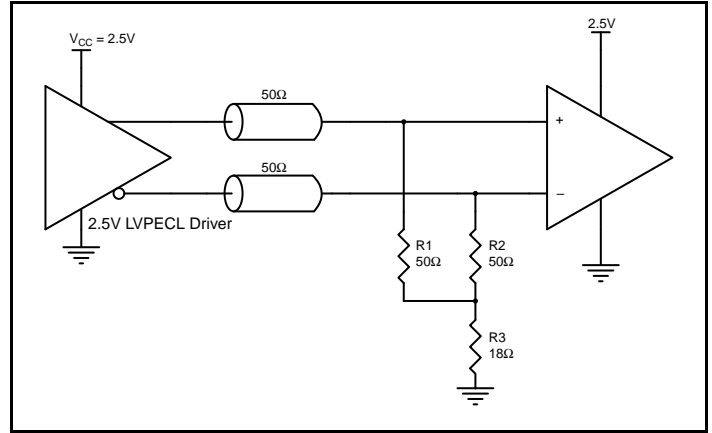 V_CC = 2.5V
2.5V
50Ω
+
50Ω
−
2.5V LVPECL Driver
R1
50Ω
R2
50Ω
R3
18Ω